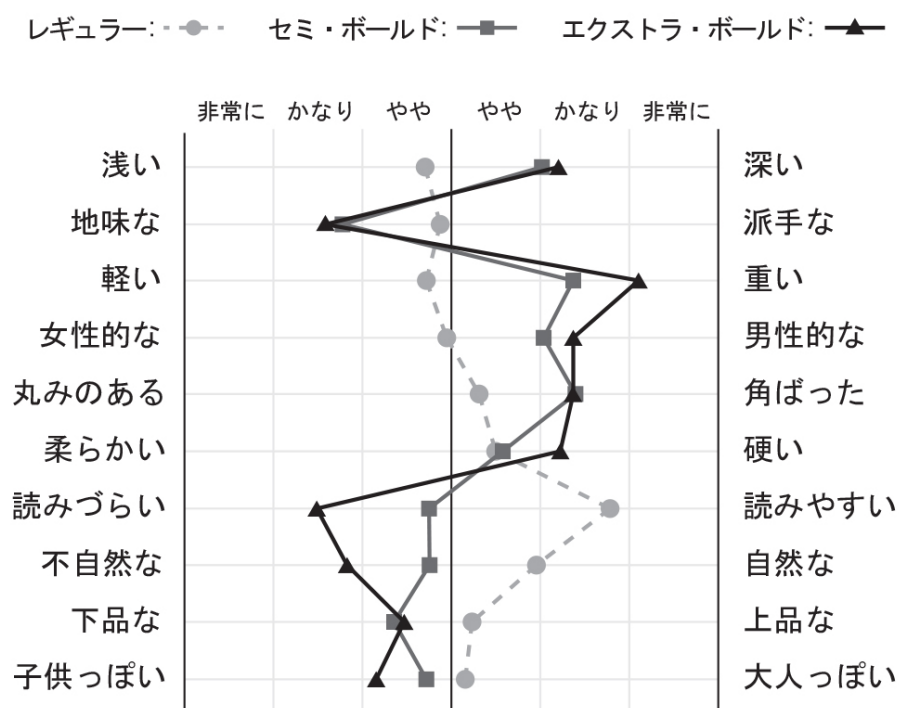 レギュラー: セミ・ボールド: エクストラ・ボールド:
非常に かなり やや やや かなり 非常に
浅い 深い
地味な 派手な
軽い 重い
女性的な 男性的な
丸みのある 角ばった
柔らかい 硬い
読みづらい 読みやすい
不自然な 自然な
下品な 上品な
子供っぽい 大人っぽい